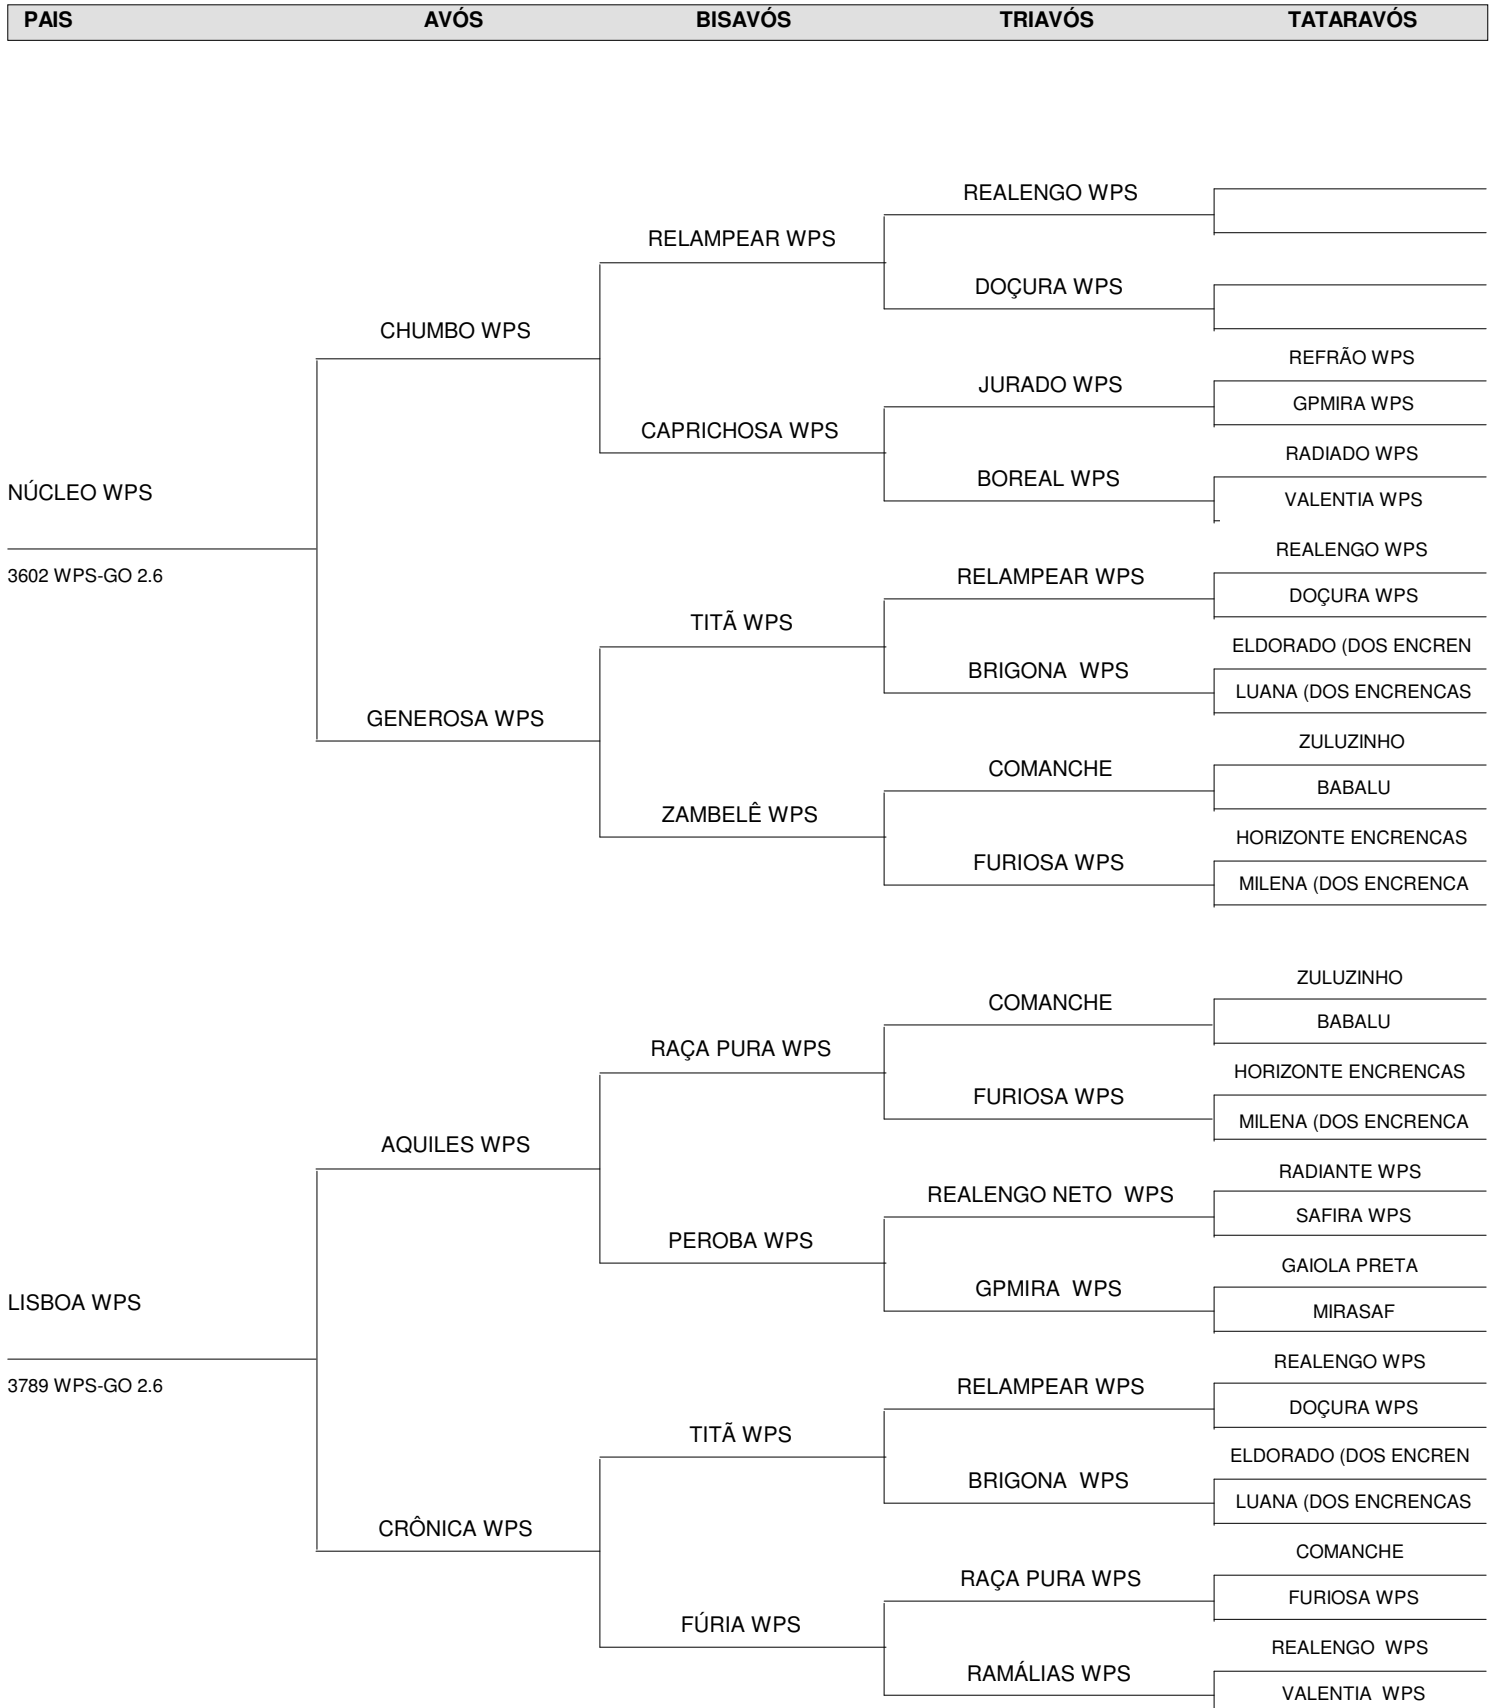 PAIS AVÓS BISAVÓS TRIAVÓS TATARAVÓS
REALENGO WPS
RELAMPEAR WPS
DOÇURA WPS
CHUMBO WPS
REFRÃO WPS
JURADO WPS
GPMIRA WPS
CAPRICHOSA WPS
RADIADO WPS
BOREAL WPS
NÚCLEO WPS
VALENTIA WPS
REALENGO WPS
3602 WPS-GO 2.6
RELAMPEAR WPS
DOÇURA WPS
TITÃ WPS
ELDORADO (DOS ENCREN
BRIGONA WPS
LUANA (DOS ENCRENCAS
GENEROSA WPS
ZULUZINHO
COMANCHE
BABALU
ZAMBELÊ WPS
HORIZONTE ENCRENCAS
FURIOSA WPS
MILENA (DOS ENCRENCA
ZULUZINHO
COMANCHE
BABALU
RAÇA PURA WPS
HORIZONTE ENCRENCAS
FURIOSA WPS
MILENA (DOS ENCRENCA
AQUILES WPS
RADIANTE WPS
REALENGO NETO WPS
SAFIRA WPS
PEROBA WPS
GAIOLA PRETA
GPMIRA WPS
LISBOA WPS
MIRASAF
REALENGO WPS
3789 WPS-GO 2.6
RELAMPEAR WPS
DOÇURA WPS
TITÃ WPS
ELDORADO (DOS ENCREN
BRIGONA WPS
LUANA (DOS ENCRENCAS
CRÔNICA WPS
COMANCHE
RAÇA PURA WPS
FURIOSA WPS
FÚRIA WPS
REALENGO WPS
RAMÁLIAS WPS
VALENTIA WPS